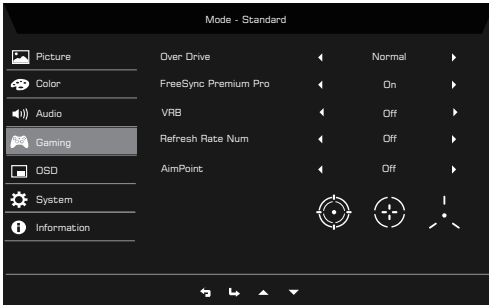 Mode - Standard
Picture
Over Drive Normal
Color
FreeSync Premium Pro On
Audio
VRB Off
Gaming
Refresh Rate Num Off
OSD
AimPoint Off
System
Information